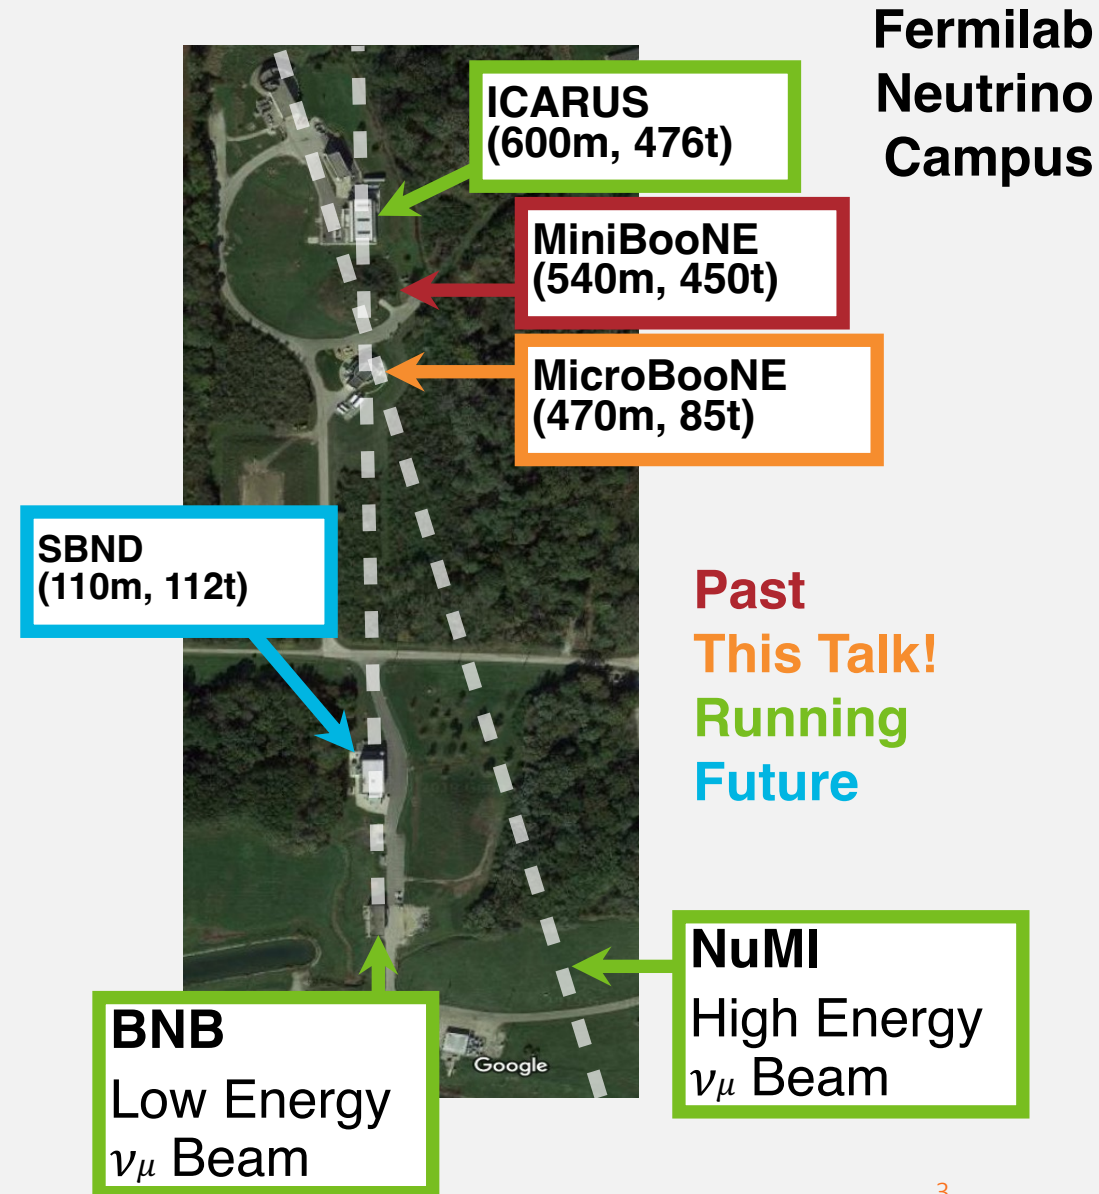 Fermilab
Neutrino
Campus
ICARUS
(600m, 476t)
MiniBooNE
(540m, 450t)
MicroBooNE
(470m, 85t)
SBND
(110m, 112t)
Past
This Talk!
Running
Future
NuMI
High Energy
νμ Beam
BNB
Low Energy
νμ Beam
Google
3